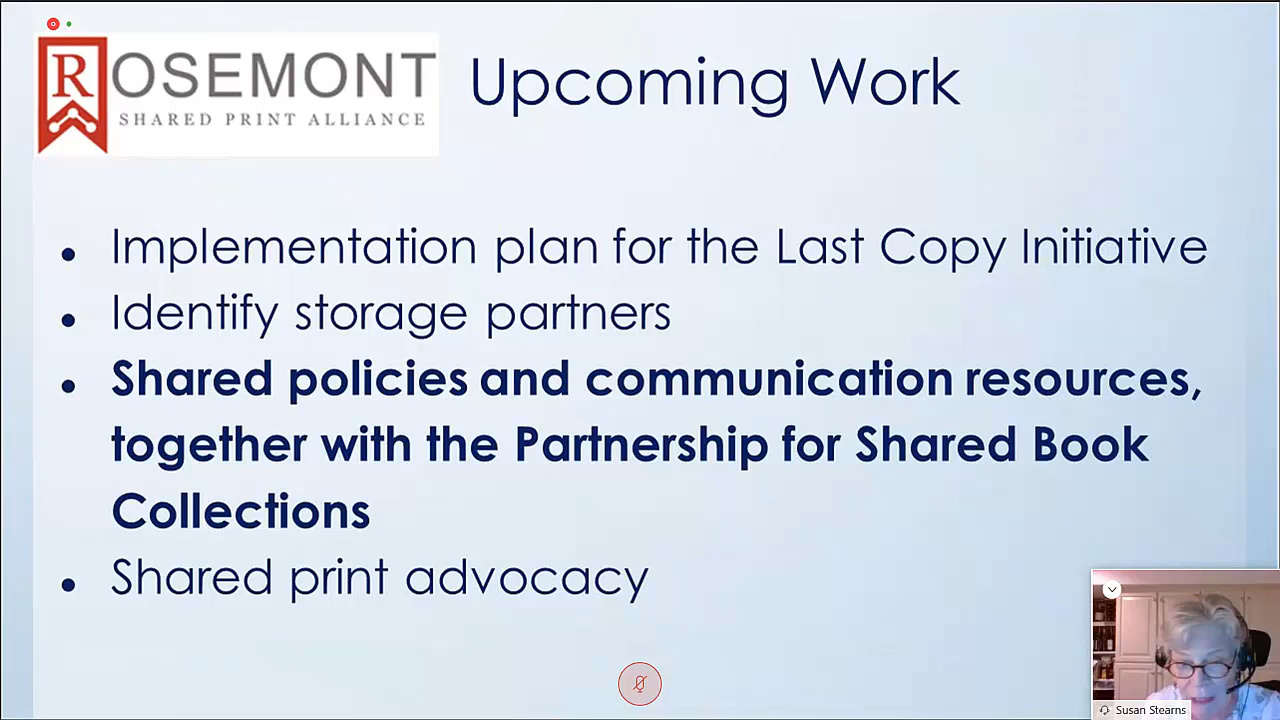 ROSEMONT
SHARED PRINT ALLIANCE
Upcoming Work
• Implementation plan for the Last Copy Initiative
• Identify storage partners
• Shared policies and communication resources,
together with the Partnership for Shared Book
Collections
• Shared print advocacy
Susan Stearns